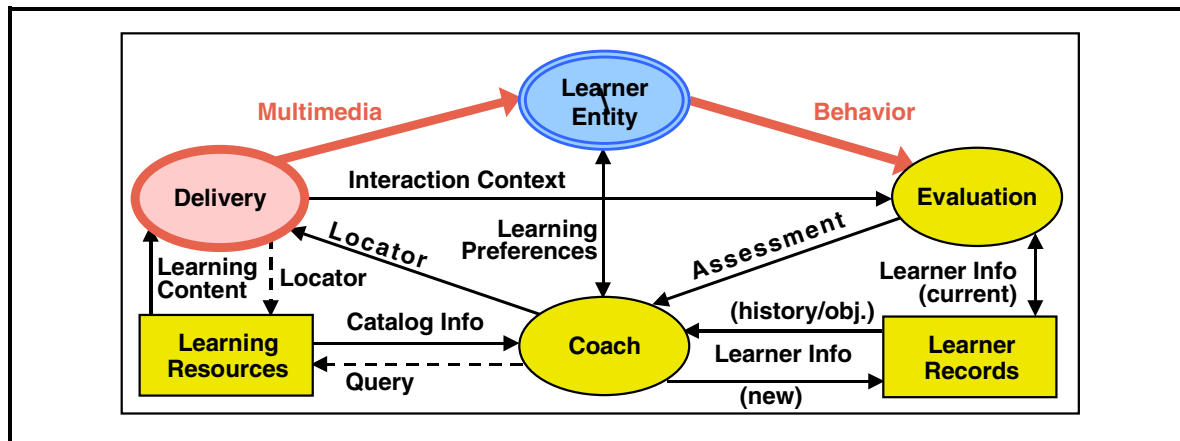 Learner
Entity
Multimedia
Behavior
Delivery
Interaction Context
Evaluation
Learning
Preferences
Locator
Assessment
Learning
Content
Locator
Learner Info
(current)
Learning
Resources
Catalog Info
Query
Coach
(history/obj.)
Learner Info
(new)
Learner
Records